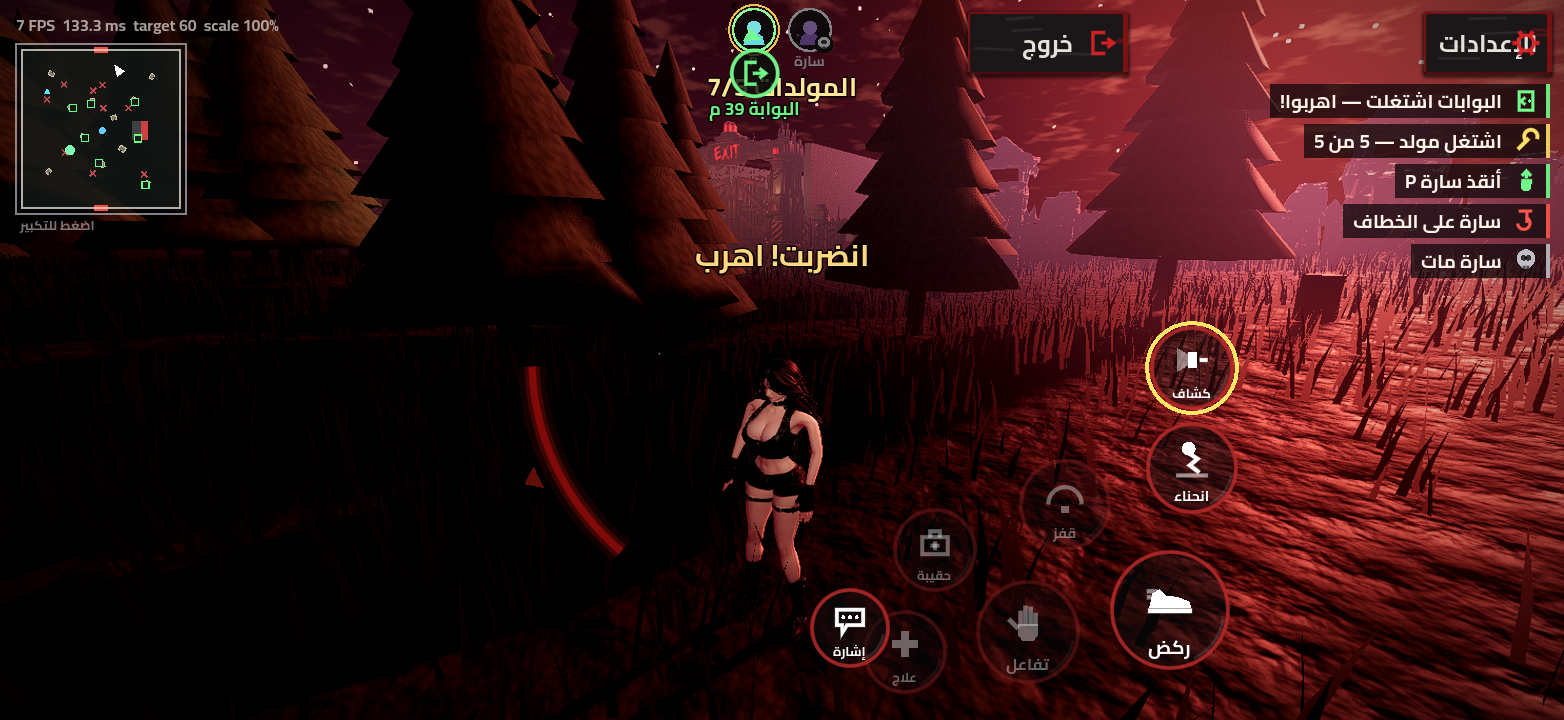 7 FPS 133.3 ms target 60 scale 100%
سارة
خروج
إعدادات
7/5 المولدات
البوابة 39 م
البوابات اشتغلت — اهربوا!
اشتغل مولد — 5 من 5
أنقذ سارة P
سارة على الخطاف
سارة مات
EXIT
اضغط للتكبير
انضربت! اهرب
كشاف
انحناء
قفز
حقيبة
ركض
إشارة
تفاعل
علاج